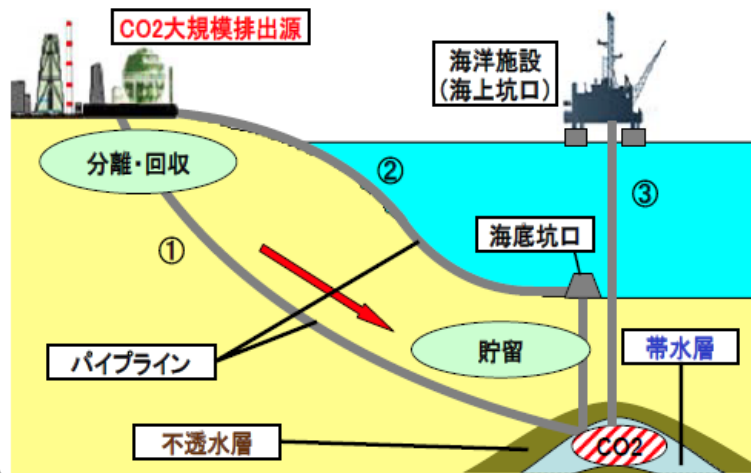 CO2大規模排出源
海洋施設
(海上坑口)
分離・回収
②
③
海底坑口
①
貯留
帯水層
パイプライン
不透水層
CO2